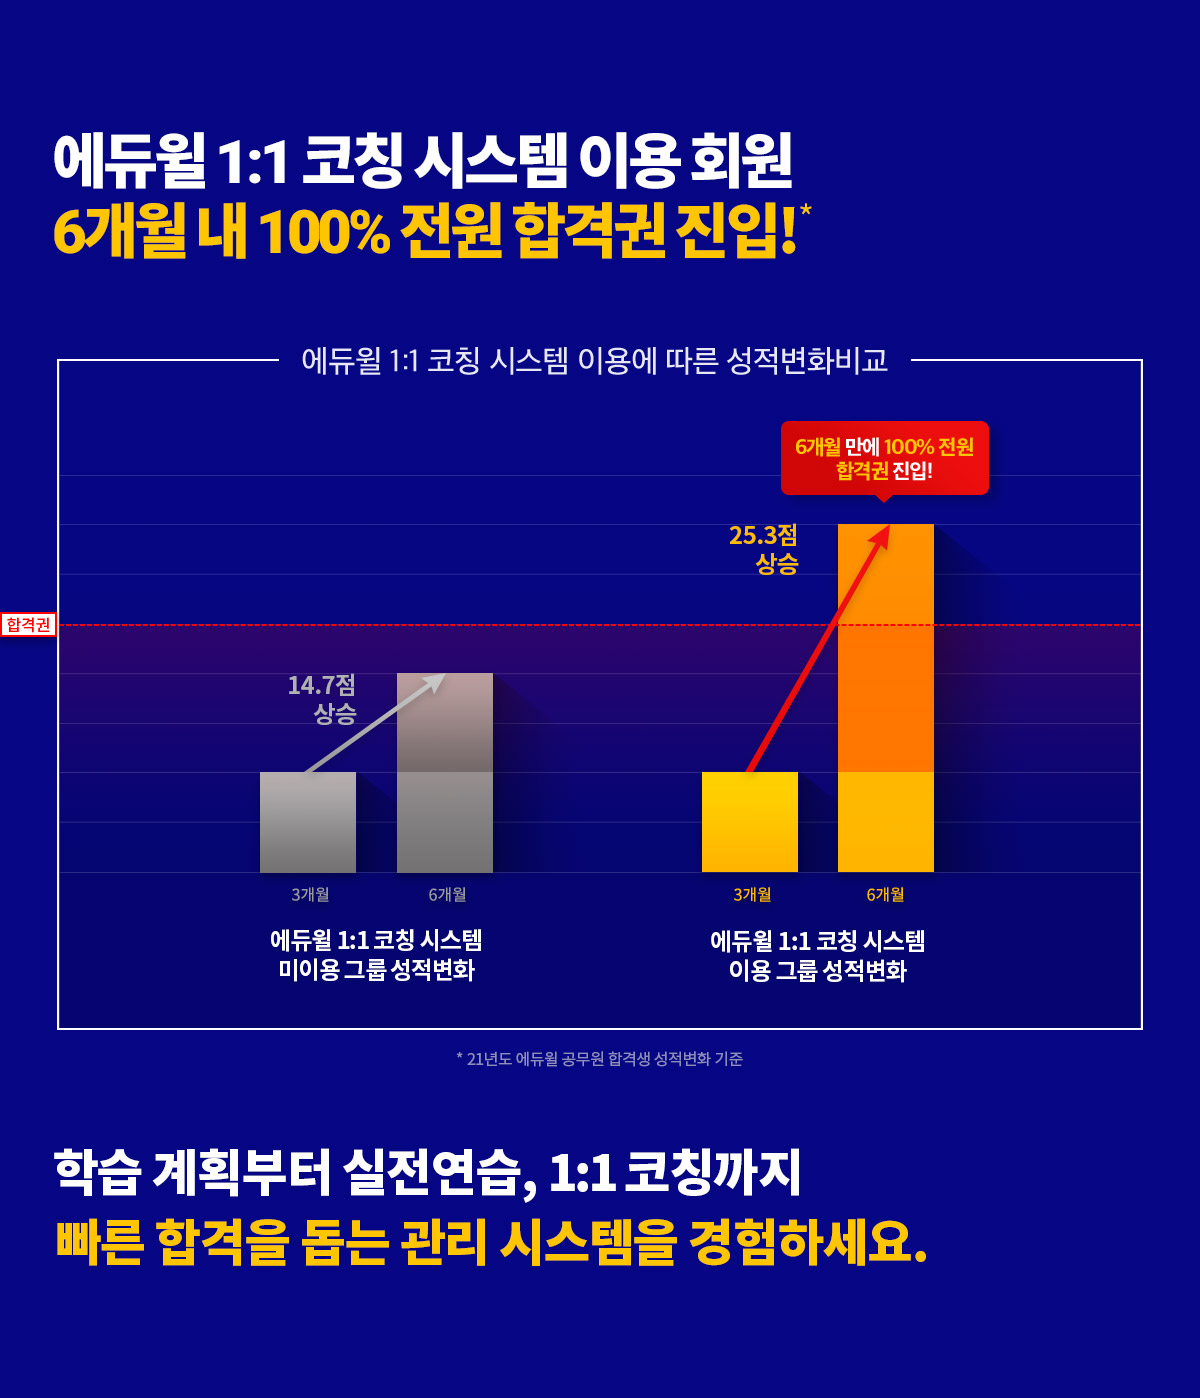 에듀윌 1:1 코칭 시스템 이용 회원
6개월 내 100% 전원 합격권 진입!*
에듀윌 1:1 코칭 시스템 이용에 따른 성적변화비교
6개월 만에 100% 전원
합격권 진입!
25.3점
상승
합격권
14.7점
상승
3개월
6개월
3개월
6개월
에듀윌 1:1 코칭 시스템
미이용 그룹 성적변화
에듀윌 1:1 코칭 시스템
이용 그룹 성적변화
* 21년도 에듀윌 공무원 합격생 성적변화 기준
학습 계획부터 실전연습, 1:1 코칭까지
빠른 합격을 돕는 관리 시스템을 경험하세요.